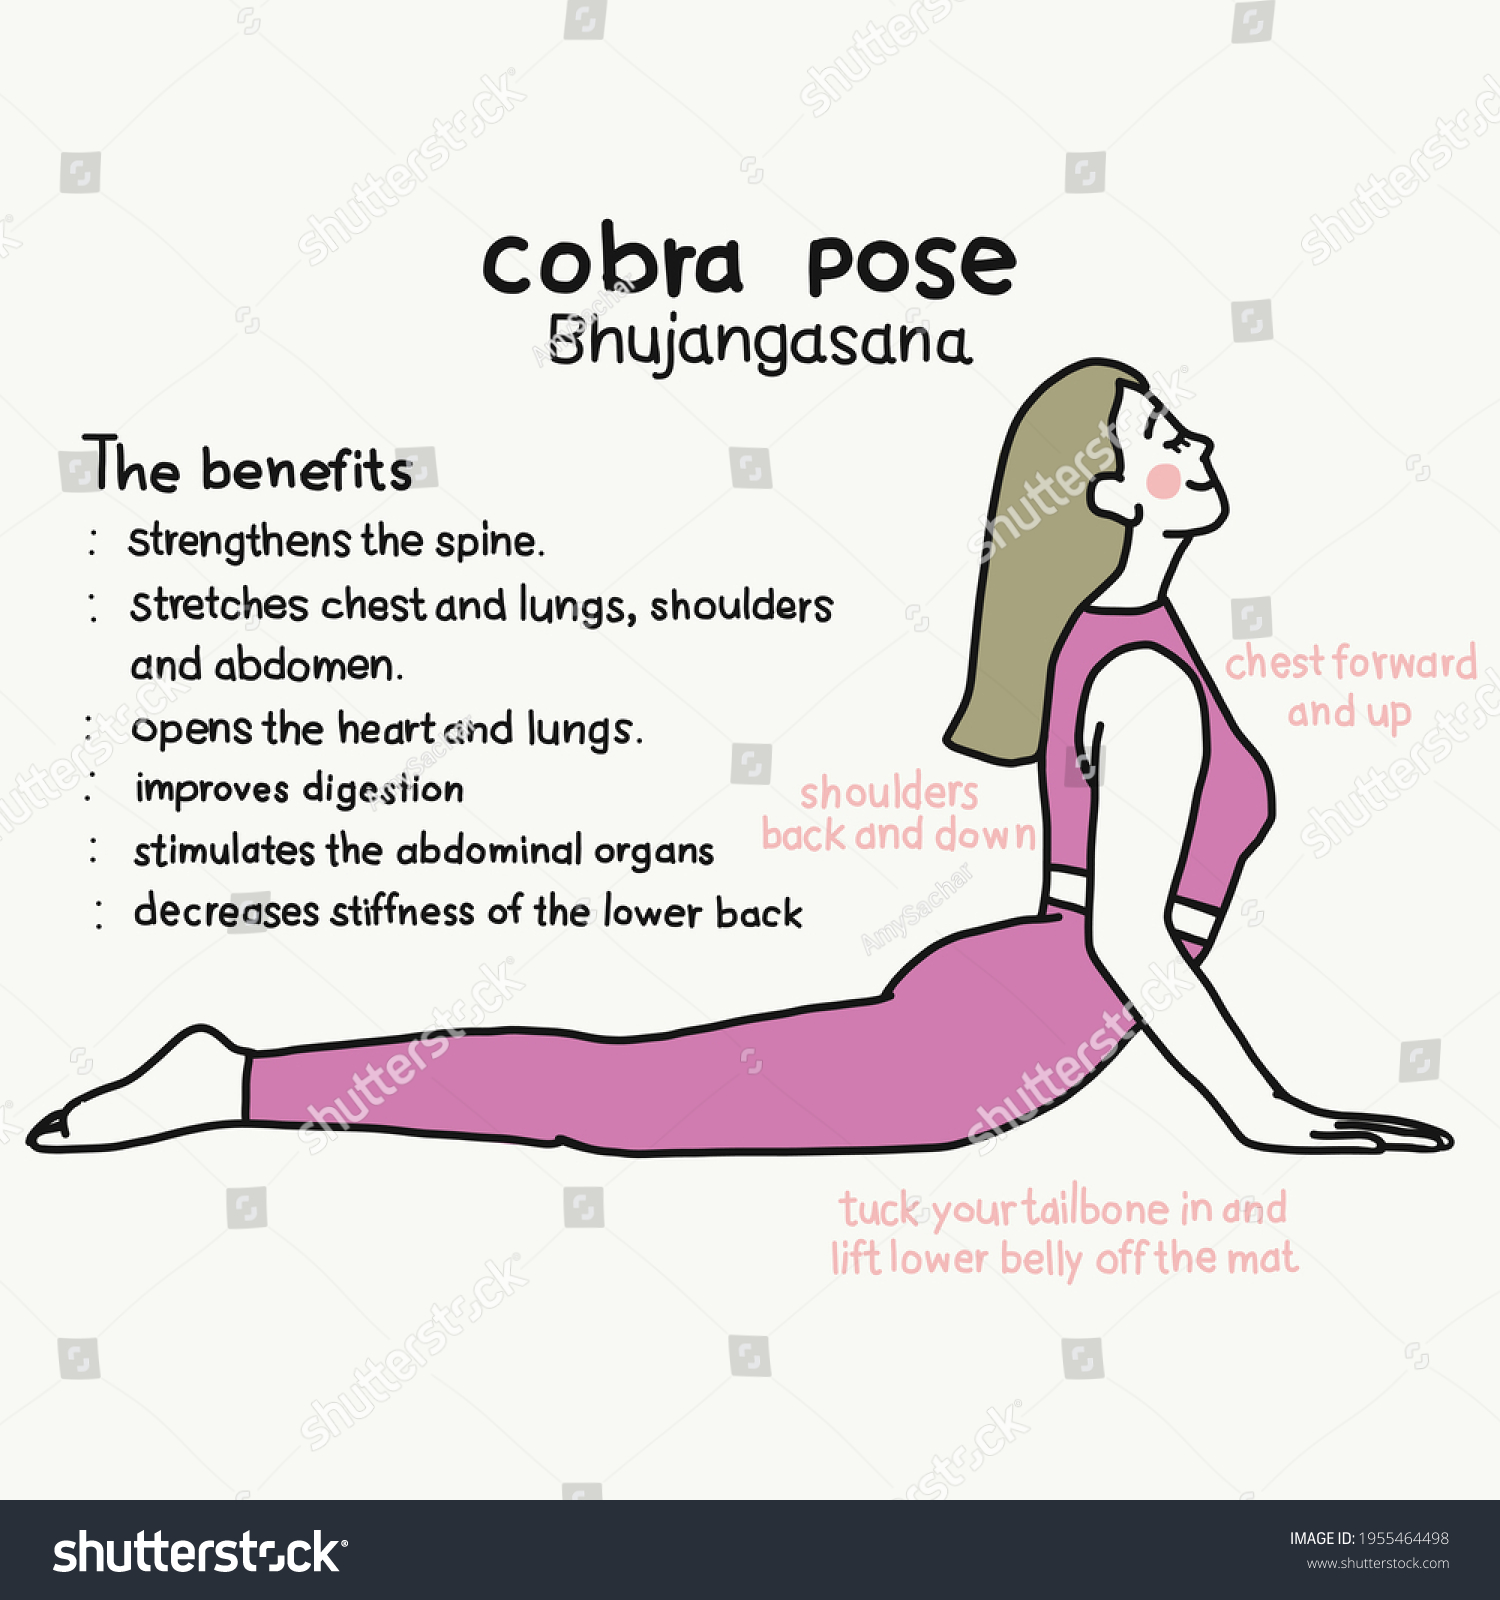 cobra pose
Bhujangasana
The benefits
: strengthens the spine.
: stretches chest and lungs, shoulders
and abdomen.
: opens the heart and lungs.
: improves digestion
: stimulates the abdominal organs
: decreases stiffness of the lower back
chest forward
and up
shoulders
back and down
tuck your tailbone in and
lift lower belly off the mat
shutterstock
AmySachar
IMAGE ID: 1955464498
www.shutterstock.com